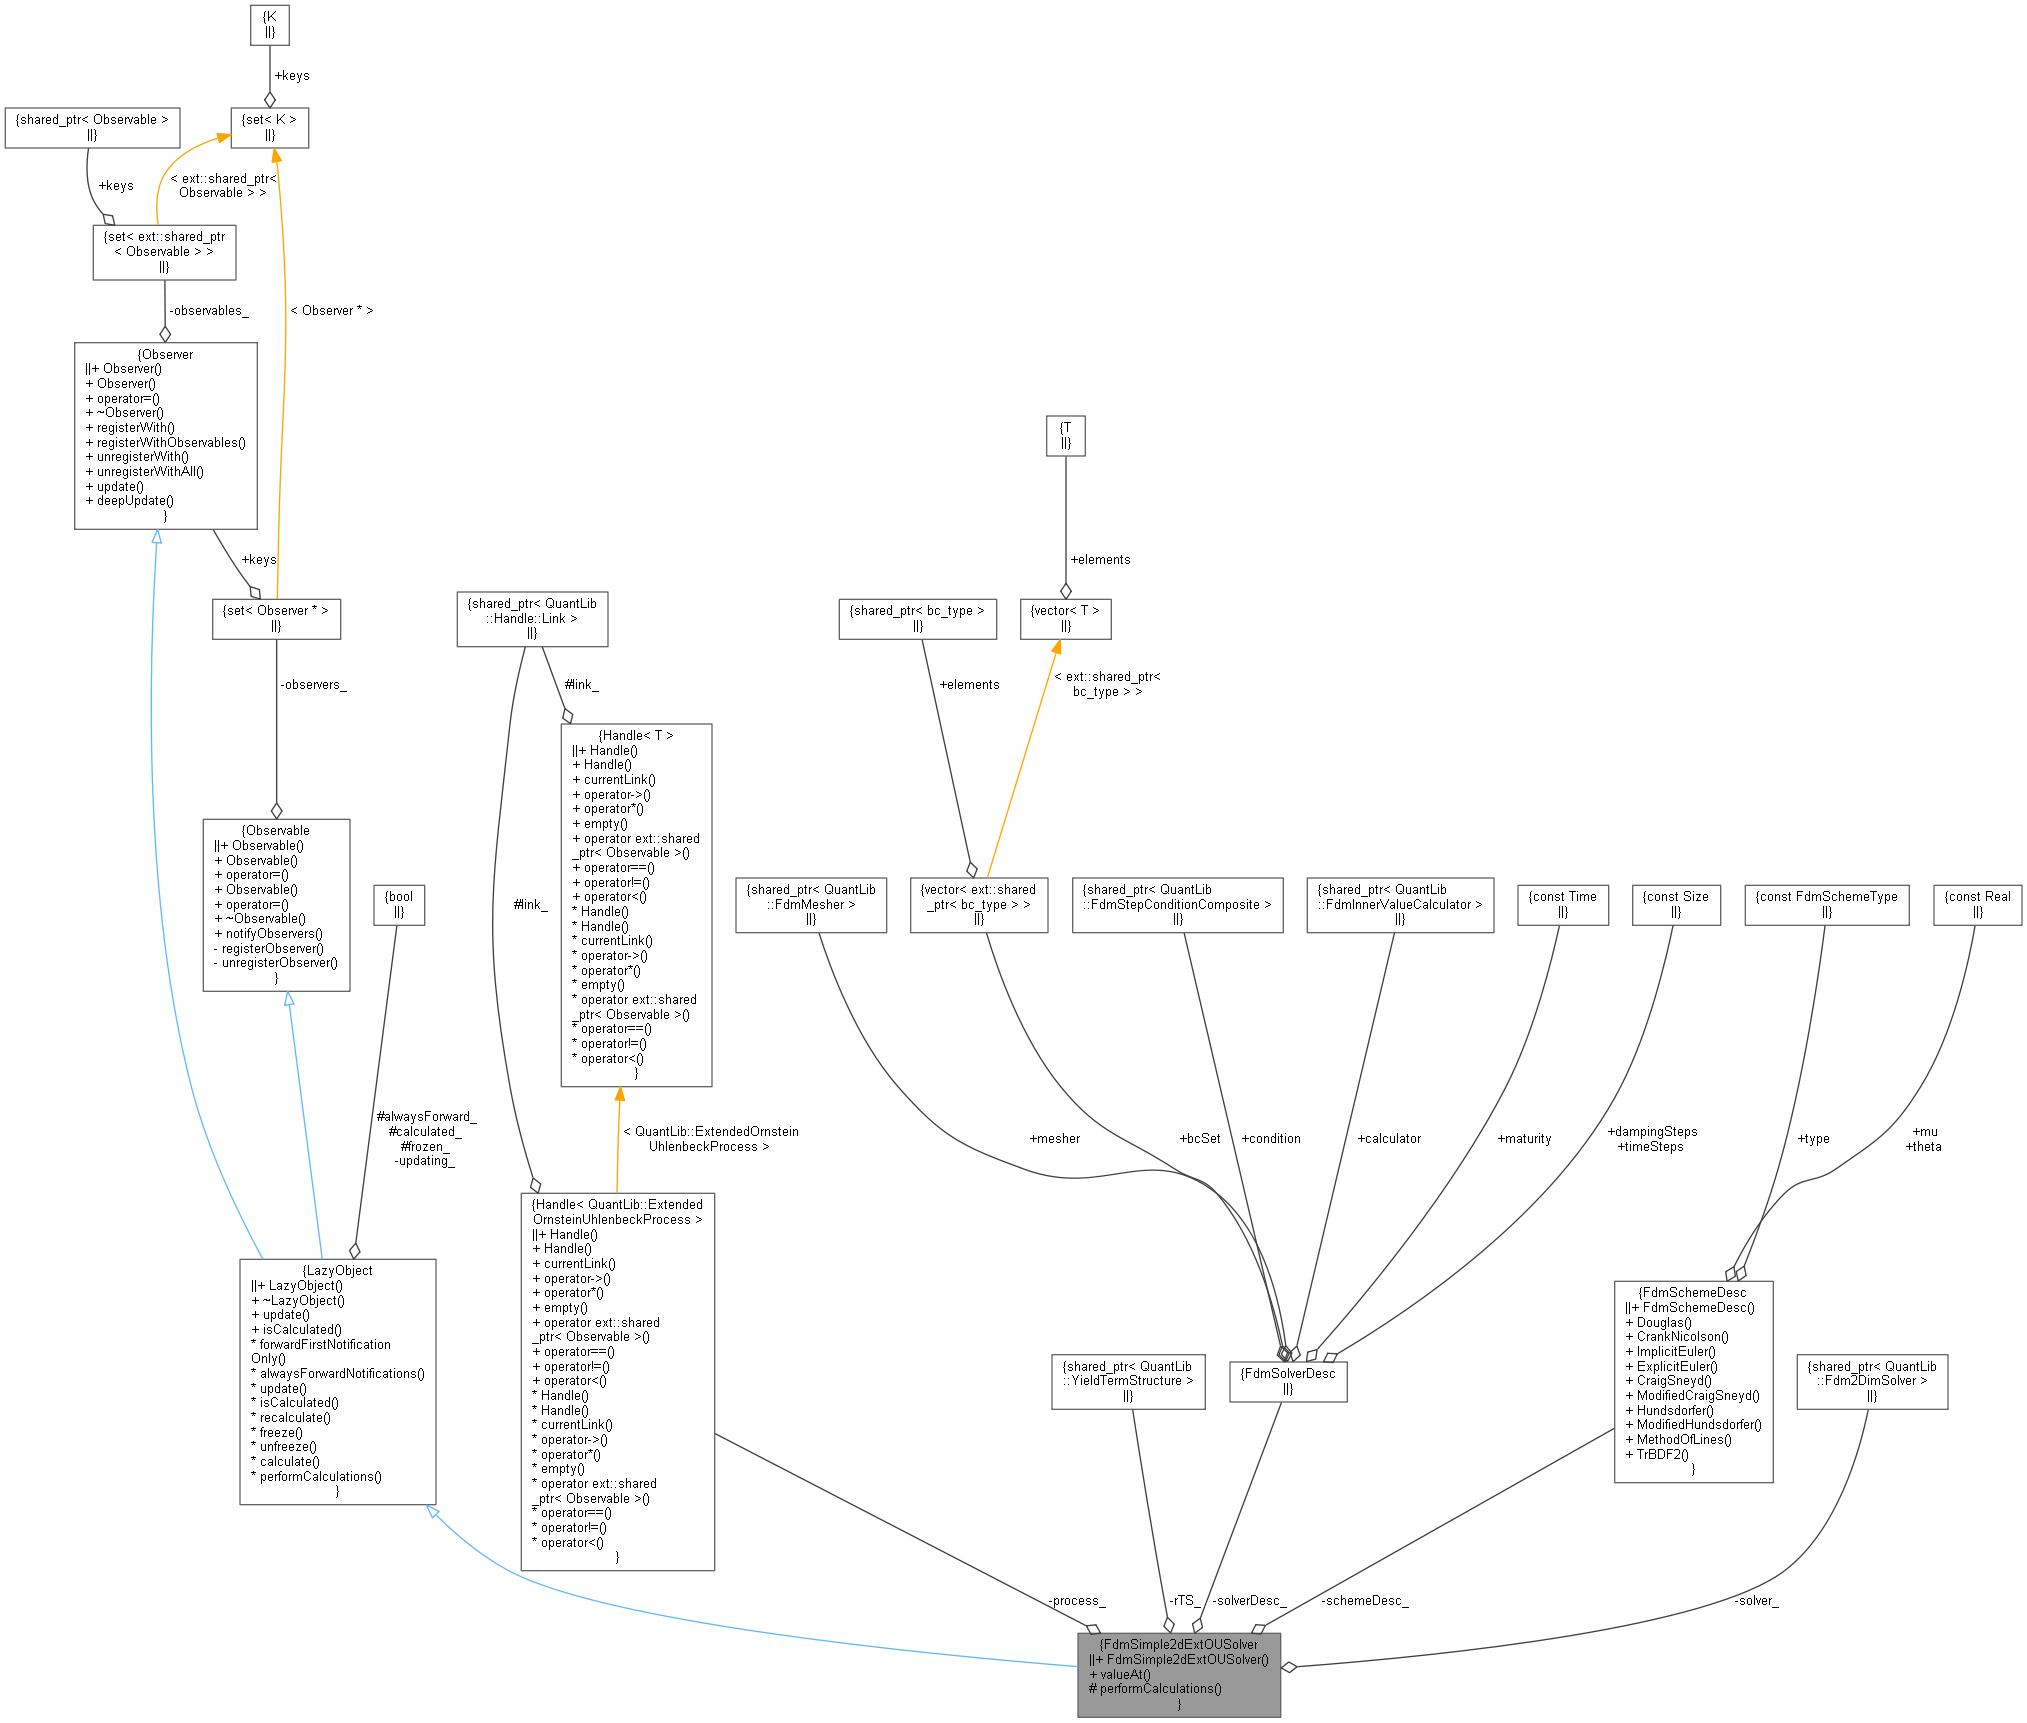 {K
||}
+keys
{shared_ptr< Observable >
||}
{set< K >
||}
+keys
< ext::shared_ptr<
Observable > >
{set< ext::shared_ptr
< Observable > >
||}
-observables_
< Observer * >
{Observer
||+ Observer()
+ Observer()
+ operator=()
+ ~Observer()
+ registerWith()
+ registerWithObservables()
+ unregisterWith()
+ unregisterWithAll()
+ update()
+ deepUpdate()
}
+keys
{set< Observer * >
||}
-observers_
{Observable
||+ Observable()
+ Observable()
+ operator=()
+ Observable()
+ operator=()
+ ~Observable()
+ notifyObservers()
- registerObserver()
- unregisterObserver()
}
{bool
||}
#alwaysForward_
#calculated_
#frozen_
-updating_
{LazyObject
||+ LazyObject()
+ ~LazyObject()
+ update()
+ isCalculated()
* forwardFirstNotification
Only()
* alwaysForwardNotifications()
* update()
* isCalculated()
* recalculate()
* freeze()
* unfreeze()
* calculate()
* performCalculations()
}
{shared_ptr< QuantLib
::Handle::Link >
||}
#link_
#link_
{Handle< T >
||+ Handle()
+ Handle()
+ currentLink()
+ operator->()
+ operator*()
+ empty()
+ operator ext::shared
_ptr< Observable >()
+ operator==()
+ operator!=()
+ operator<()
* Handle()
* Handle()
* currentLink()
* operator->()
* operator*()
* empty()
* operator ext::shared
_ptr< Observable >()
* operator==()
* operator!=()
* operator<()
}
< QuantLib::ExtendedOrnstein
UhlenbeckProcess >
{Handle< QuantLib::Extended
OrnsteinUhlenbeckProcess >
||+ Handle()
+ Handle()
+ currentLink()
+ operator->()
+ operator*()
+ empty()
+ operator ext::shared
_ptr< Observable >()
+ operator==()
+ operator!=()
+ operator<()
* Handle()
* Handle()
* currentLink()
* operator->()
* operator*()
* empty()
* operator ext::shared
_ptr< Observable >()
* operator==()
* operator!=()
* operator<()
}
{T
||}
+elements
{shared_ptr< bc_type >
||}
{vector< T >
||}
+elements
< ext::shared_ptr<
bc_type > >
{shared_ptr< QuantLib
::FdmMesher >
||}
{vector< ext::shared
_ptr< bc_type > >
||}
{shared_ptr< QuantLib
::FdmStepConditionComposite >
||}
{shared_ptr< QuantLib
::FdmInnerValueCalculator >
||}
{const Time
||}
{const Size
||}
{const FdmSchemeType
||}
{const Real
||}
+mesher
+bcSet
+condition
+calculator
+maturity
+dampingSteps
+timeSteps
+type
+mu
+theta
{shared_ptr< QuantLib
::YieldTermStructure >
||}
{FdmSolverDesc
||}
{FdmSchemeDesc
||+ FdmSchemeDesc()
+ Douglas()
+ CrankNicolson()
+ ImplicitEuler()
+ ExplicitEuler()
+ CraigSneyd()
+ ModifiedCraigSneyd()
+ Hundsdorfer()
+ ModifiedHundsdorfer()
+ MethodOfLines()
+ TrBDF2()
}
{shared_ptr< QuantLib
::Fdm2DimSolver >
||}
-process_
-rTS_
-solverDesc_
-schemeDesc_
-solver_
{FdmSimple2dExtOUSolver
||+ FdmSimple2dExtOUSolver()
+ valueAt()
# performCalculations()
}